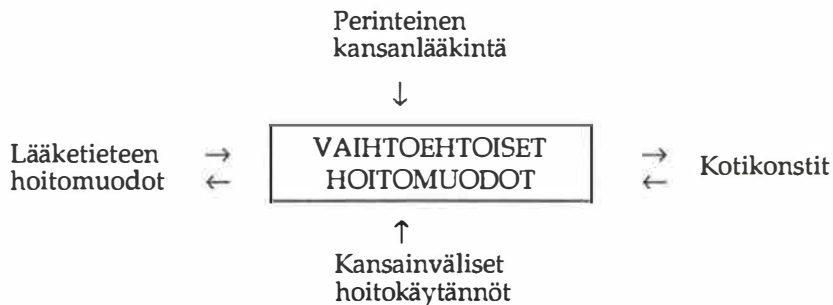 Perinteinen
kansanlääkintä
↓
Lääketieteen → VAIHTOEHTOISET → Kotikonstit
hoitomuodot ← HOITOMUODOT ←
↑
Kansainväliset
hoitokäytännöt